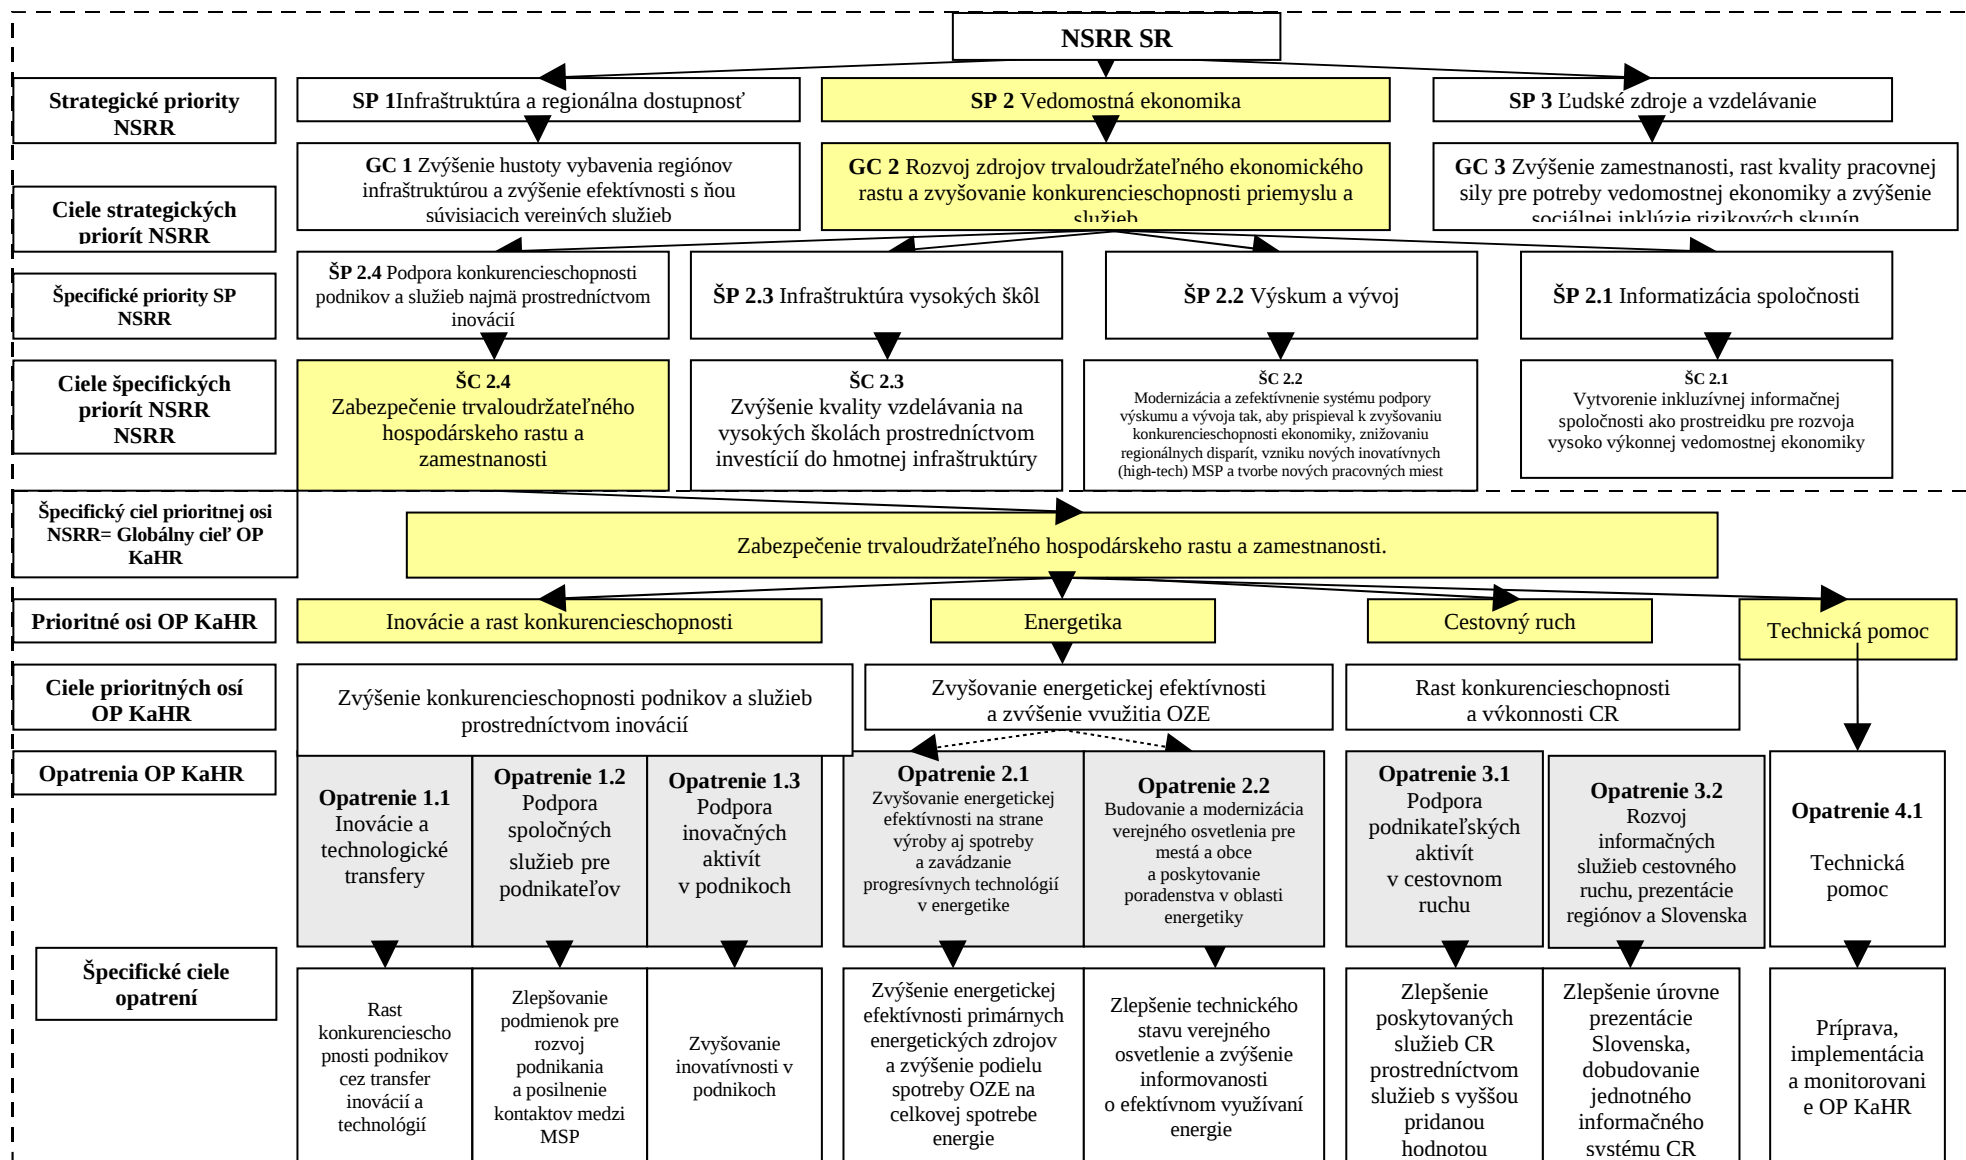 NSRR SR
Strategické priority
NSRR
SP 1Infraštruktúra a regionálna dostupnosť
SP 2 Vedomostná ekonomika
SP 3 Ľudské zdroje a vzdelávanie
Ciele strategických
priorít NSRR
GC 1 Zvýšenie hustoty vybavenia regiónov
infraštruktúrou a zvýšenie efektívnosti s ňou
súvisiacich verejných služieb
GC 2 Rozvoj zdrojov trvaloudržateľného ekonomického
rastu a zvyšovanie konkurencieschopnosti priemyslu a
služieb
GC 3 Zvýšenie zamestnanosti, rast kvality pracovnej
sily pre potreby vedomostnej ekonomiky a zvýšenie
sociálnej inklúzie rizikových skupín
Špecifické priority SP
NSRR
ŠP 2.4 Podpora konkurencieschopnosti
podnikov a služieb najmä prostredníctvom
inovácií
ŠP 2.3 Infraštruktúra vysokých škôl
ŠP 2.2 Výskum a vývoj
ŠP 2.1 Informatizácia spoločnosti
Ciele špecifických
priorít NSRR
NSRR
ŠC 2.4
Zabezpečenie trvaloudržateľného
hospodárskeho rastu a
zamestnanosti
ŠC 2.3
Zvýšenie kvality vzdelávania na
vysokých školách prostredníctvom
investícií do hmotnej infraštruktúry
ŠC 2.2
Modernizácia a zefektívnenie systému podpory
výskumu a vývoja tak, aby prispieval k zvyšovaniu
konkurencieschopnosti ekonomiky, znižovaniu
regionálnych disparít, vzniku nových inovatívnych
(high-tech) MSP a tvorbe nových pracovných miest
ŠC 2.1
Vytvorenie inkluzívnej informačnej
spoločnosti ako prostreidku pre rozvoja
vysoko výkonnej vedomostnej ekonomiky
Špecifický ciel prioritnej osi
NSRR= Globálny cieľ OP
KaHR
Zabezpečenie trvaloudržateľného hospodárskeho rastu a zamestnanosti.
Prioritné osi OP KaHR
Inovácie a rast konkurencieschopnosti
Energetika
Cestovný ruch
Technická pomoc
Ciele prioritných osí
OP KaHR
Zvýšenie konkurencieschopnosti podnikov a služieb
prostredníctvom inovácií
Zvyšovanie energetickej efektívnosti
a zvýšenie využitia OZE
Rast konkurencieschopnosti
a výkonnosti CR
Opatrenia OP KaHR
Opatrenie 1.1
Inovácie a
technologické
transfery
Opatrenie 1.2
Podpora
spoločných
služieb pre
podnikateľov
Opatrenie 1.3
Podpora
inovačných
aktivít
v podnikoch
Opatrenie 2.1
Zvyšovanie energetickej
efektívnosti na strane
výroby aj spotreby
a zavádzanie
progresívnych technológií
v energetike
Opatrenie 2.2
Budovanie a modernizácia
verejného osvetlenia pre
mestá a obce
a poskytovanie
poradenstva v oblasti
energetiky
Opatrenie 3.1
Podpora
podnikateľských
aktivít
v cestovnom
ruchu
Opatrenie 3.2
Rozvoj
informačných
služieb cestovného
ruchu, prezentácie
regiónov a Slovenska
Opatrenie 4.1
Technická
pomoc
Špecifické ciele
opatrení
Rast
konkurenciescho
pnosti podnikov
cez transfer
inovácií a
technológií
Zlepšovanie
podmienok pre
rozvoj
podnikania
a posilnenie
kontaktov medzi
MSP
Zvyšovanie
inovatívnosti v
podnikoch
Zvýšenie energetickej
efektívnosti primárnych
energetických zdrojov
a zvýšenie podielu
spotreby OZE na
celkovej spotrebe
energie
Zlepšenie technického
stavu verejného
osvetlenie a zvýšenie
informovanosti
o efektívnom využívaní
energie
Zlepšenie
poskytovaných
služieb CR
prostredníctvom
služieb s vyššou
pridanou
hodnotou
Zlepšenie úrovne
prezentácie
Slovenska,
dobudovanie
jednotného
informačného
systému CR
Príprava,
implementácia
a monitorovani
e OP KaHR